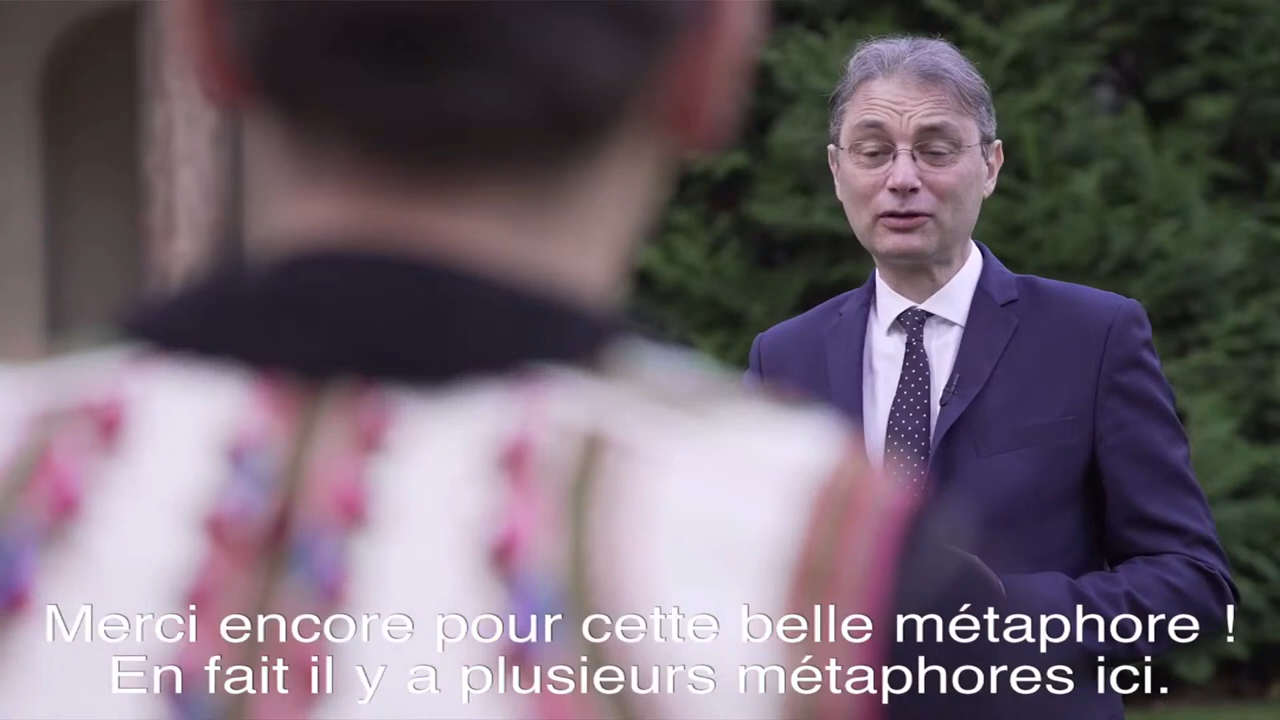 Merci encore pour cette belle métaphore !
En fait il y a plusieurs métaphores ici.